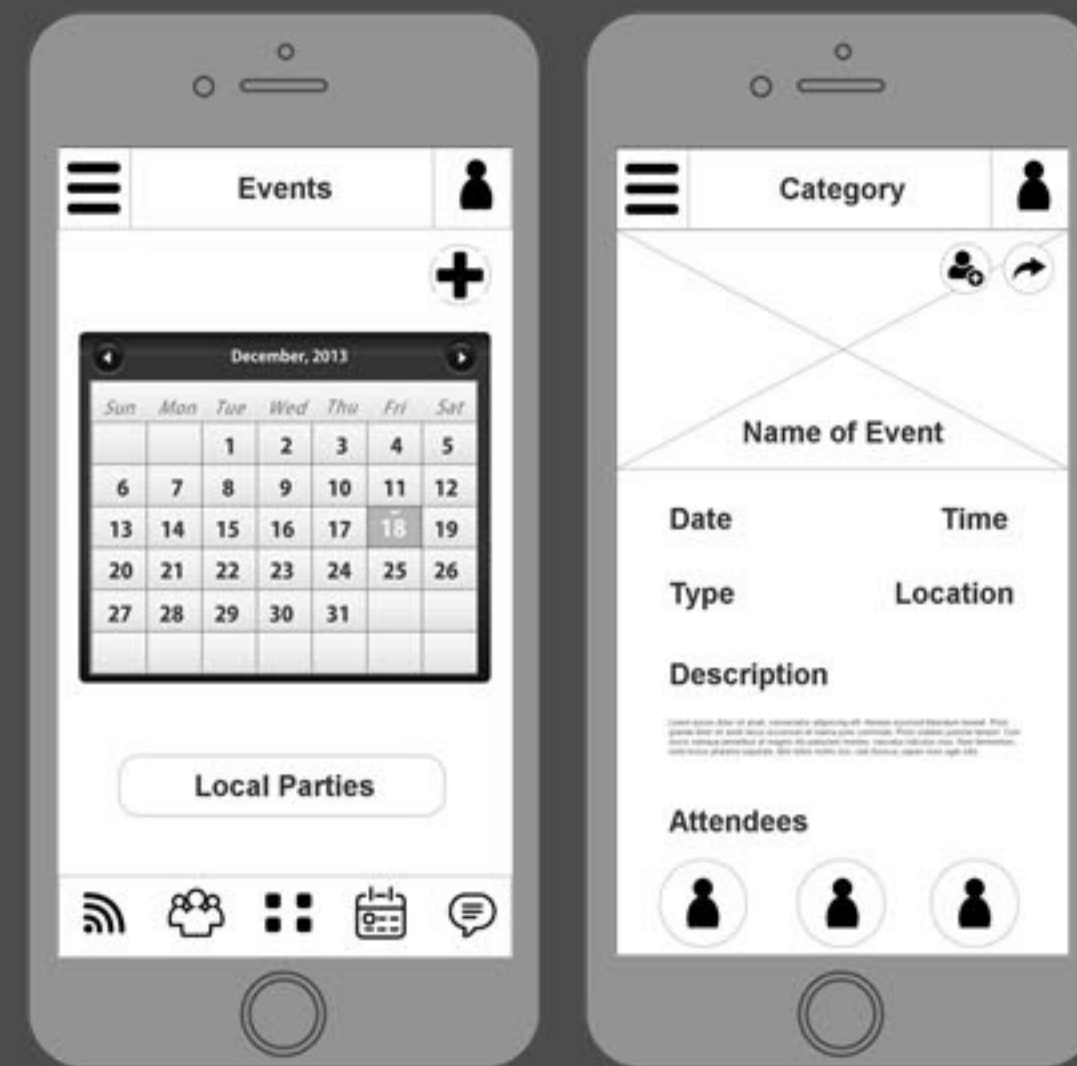 Events
December, 2013
Sun Mon Tue Wed Thu Fri Sat
1 2 3 4 5
6 7 8 9 10 11 12
13 14 15 16 17 18 19
20 21 22 23 24 25 26
27 28 29 30 31
Local Parties
Category
Name of Event
Date Time
Type Location
Description
Attendees